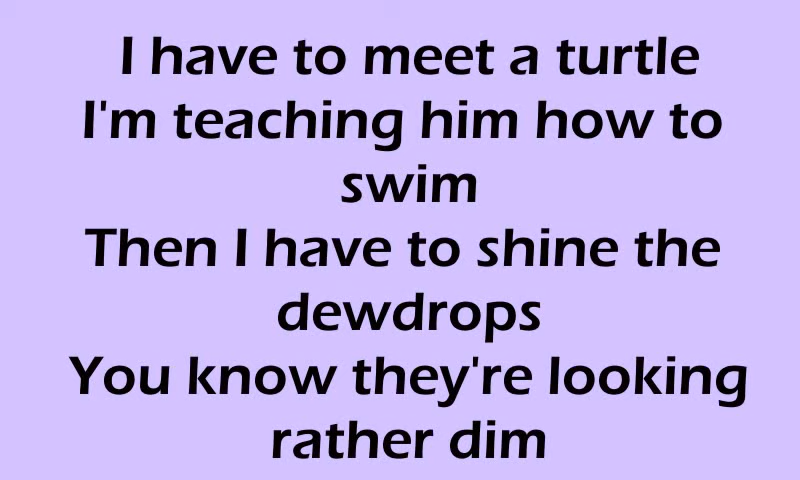 I have to meet a turtle
I'm teaching him how to
swim
Then I have to shine the
dewdrops
You know they're looking
rather dim